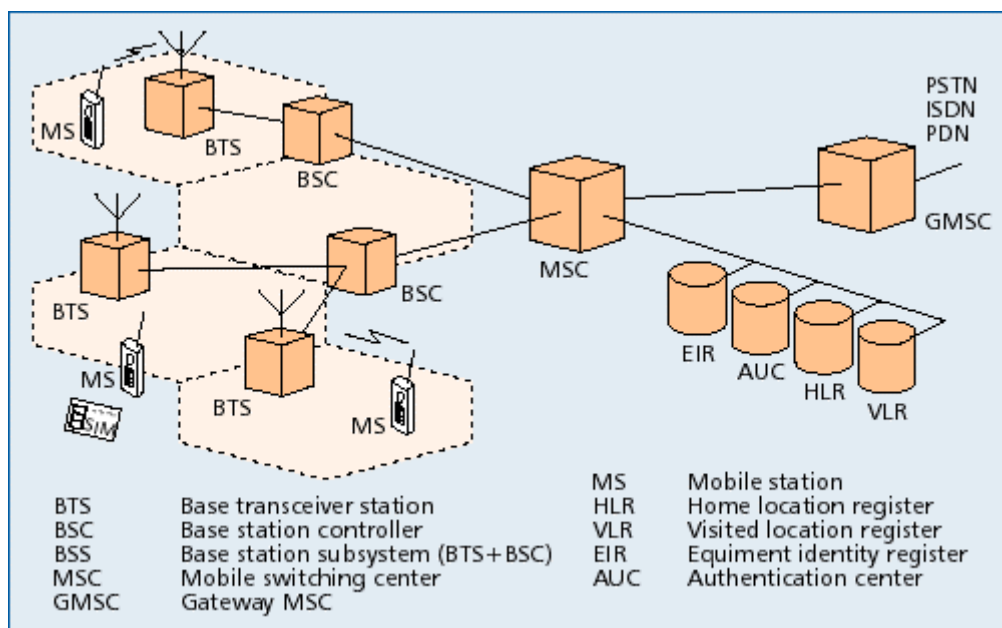 PSTN
ISDN
PDN
MS
BTS
BSC
GMSC
MSC
BTS
BSC
EIR
AUC
HLR
VLR
MS
SIM
BTS
MS
BTS Base transceiver station
BSC Base station controller
BSS Base station subsystem (BTS+BSC)
MSC Mobile switching center
GMSC Gateway MSC
MS Mobile station
HLR Home location register
VLR Visited location register
EIR Equiment identity register
AUC Authentication center